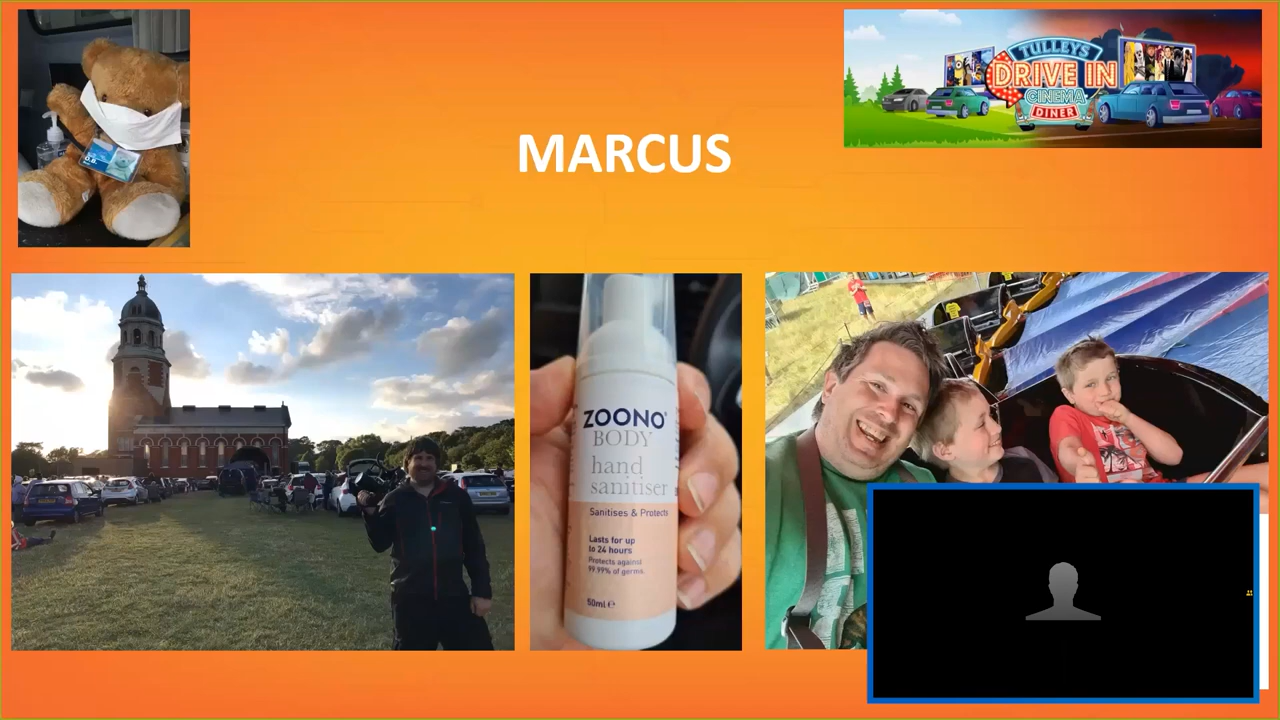 MARCUS
TULLEYS
DRIVE IN
CINEMA
DINER
O.B.
ZOONO
BODY
hand
sanitiser
Sanitises & Protects
Lasts for up
to 24 hours
Protects against
99.99% of germs.
50ml e